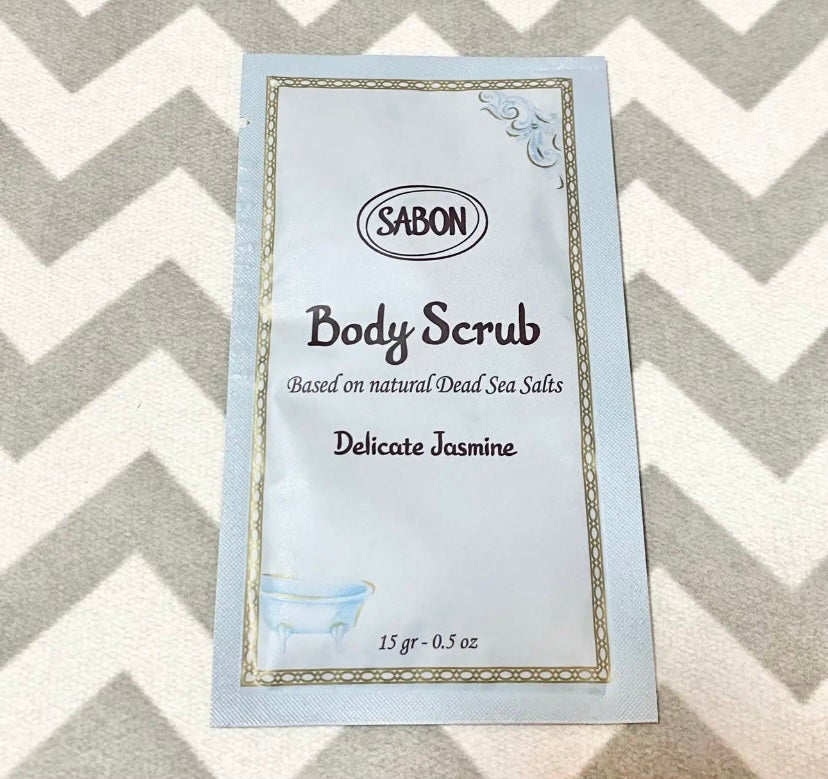 SABON
Body Scrub
Based on natural Dead Sea Salts
Delicate Jasmine
15 gr - 0.5 oz